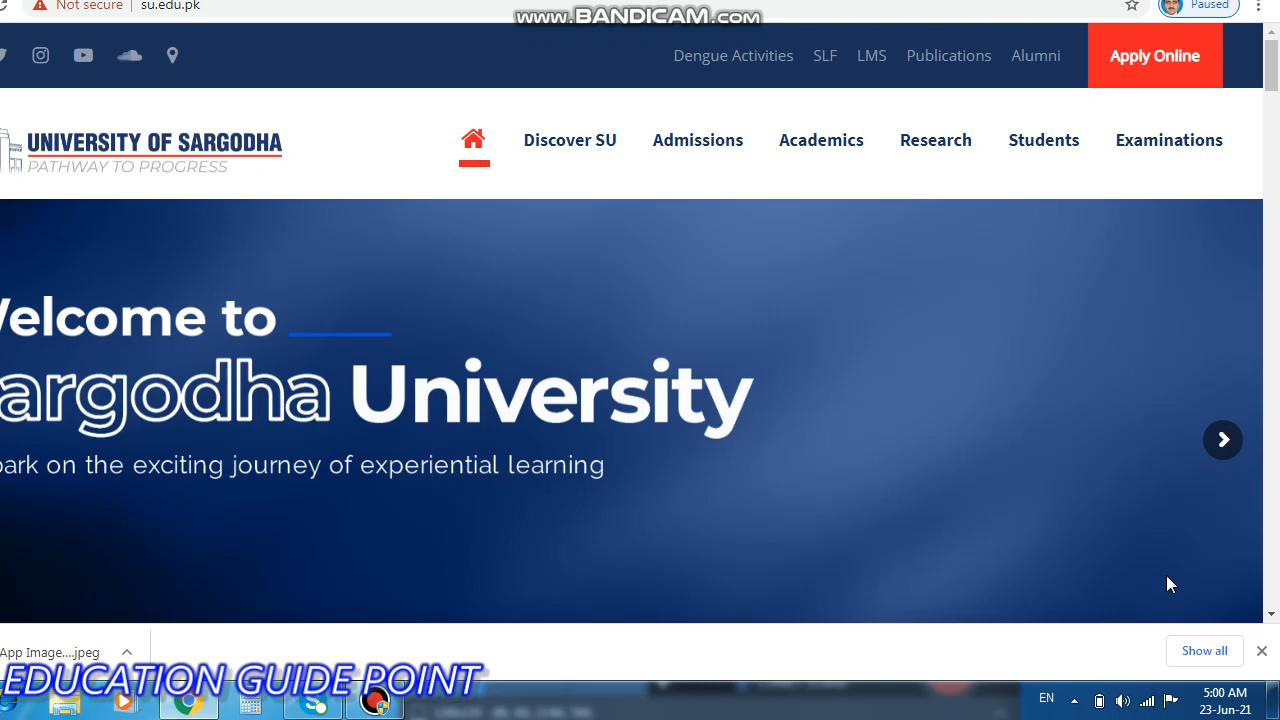 Not secure su.edu.pk Paused
www.BANDICAM.com
Dengue Activities SLF LMS Publications Alumni Apply Online
UNIVERSITY OF SARGODHA
PATHWAY TO PROGRESS
Discover SU Admissions Academics Research Students Examinations
Welcome to
argodha University
ark on the exciting journey of experiential learning
App Image....jpeg
Show all
EDUCATION GUIDE POINT
EN
5:00 AM
23-Jun-21